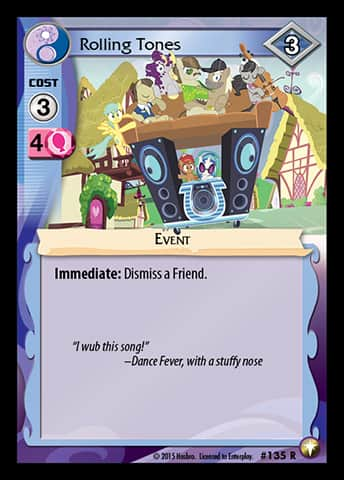 Rolling Tones
3
COST
3
4
EVENT
Immediate: Dismiss a Friend.
"I wub this song!"
–Dance Fever, with a stuffy nose
© 2015 Hasbro. Licensed to Enterplay. #135 R